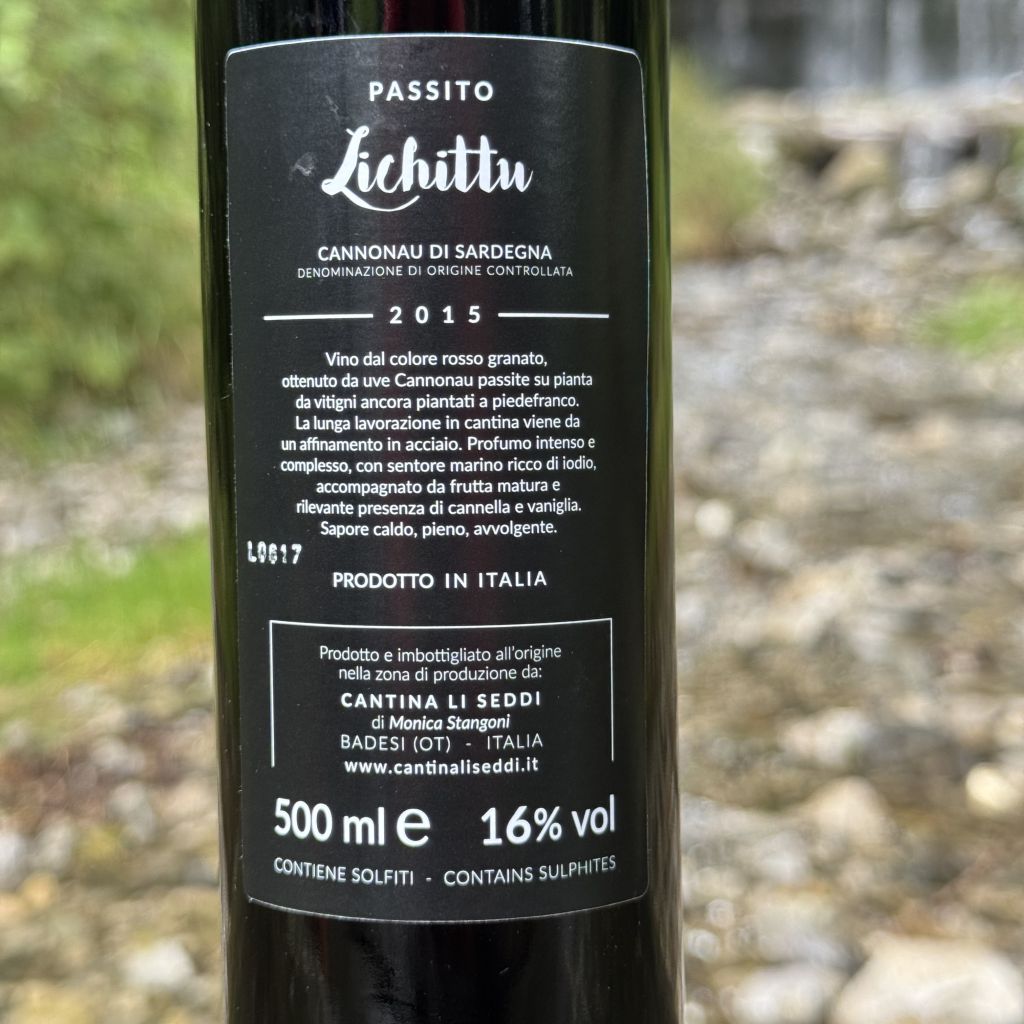 PASSITO
Lichittu
CANNONAU DI SARDEGNA
DENOMINAZIONE DI ORIGINE CONTROLLATA
2015
Vino dal colore rosso granato,
ottenuto da uve Cannonau passite su pianta
da vitigni ancora piantati a piedefranco.
La lunga lavorazione in cantina viene da
un affinamento in acciaio. Profumo intenso e
complesso, con sentore marino ricco di iodio,
accompagnato da frutta matura e
rilevante presenza di cannella e vaniglia.
Sapore caldo, pieno, avvolgente.
L0617
PRODOTTO IN ITALIA
Prodotto e imbottigliato all'origine
nella zona di produzione da:
CANTINA LI SEDDI
di Monica Stangoni
BADESI (OT) - ITALIA
www.cantinaliseddi.it
500 ml e 16% vol
CONTIENE SOLFITI - CONTAINS SULPHITES